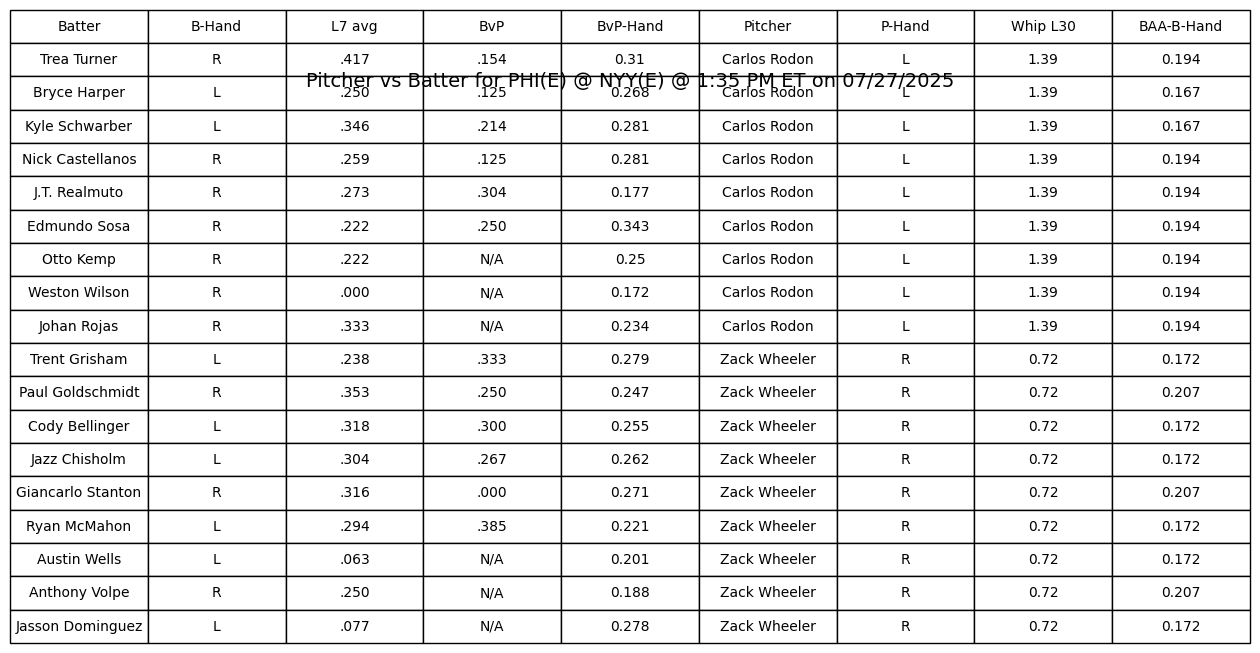 Batter B-Hand L7 avg BvP BvP-Hand Pitcher P-Hand Whip L30 BAA-B-Hand
Trea Turner R .417 .154 0.31 Carlos Rodon L 1.39 0.194
Pitcher vs Batter for PHI(E) @ NYY(E) @ 1:35 PM ET on 07/27/2025
Bryce Harper L .250 .125 0.268 Carlos Rodon L 1.39 0.167
Kyle Schwarber L .346 .214 0.281 Carlos Rodon L 1.39 0.167
Nick Castellanos R .259 .125 0.281 Carlos Rodon L 1.39 0.194
J.T. Realmuto R .273 .304 0.177 Carlos Rodon L 1.39 0.194
Edmundo Sosa R .222 .250 0.343 Carlos Rodon L 1.39 0.194
Otto Kemp R .222 N/A 0.25 Carlos Rodon L 1.39 0.194
Weston Wilson R .000 N/A 0.172 Carlos Rodon L 1.39 0.194
Johan Rojas R .333 N/A 0.234 Carlos Rodon L 1.39 0.194
Trent Grisham L .238 .333 0.279 Zack Wheeler R 0.72 0.172
Paul Goldschmidt R .353 .250 0.247 Zack Wheeler R 0.72 0.207
Cody Bellinger L .318 .300 0.255 Zack Wheeler R 0.72 0.172
Jazz Chisholm L .304 .267 0.262 Zack Wheeler R 0.72 0.172
Giancarlo Stanton R .316 .000 0.271 Zack Wheeler R 0.72 0.207
Ryan McMahon L .294 .385 0.221 Zack Wheeler R 0.72 0.172
Austin Wells L .063 N/A 0.201 Zack Wheeler R 0.72 0.172
Anthony Volpe R .250 N/A 0.188 Zack Wheeler R 0.72 0.207
Jasson Dominguez L .077 N/A 0.278 Zack Wheeler R 0.72 0.172